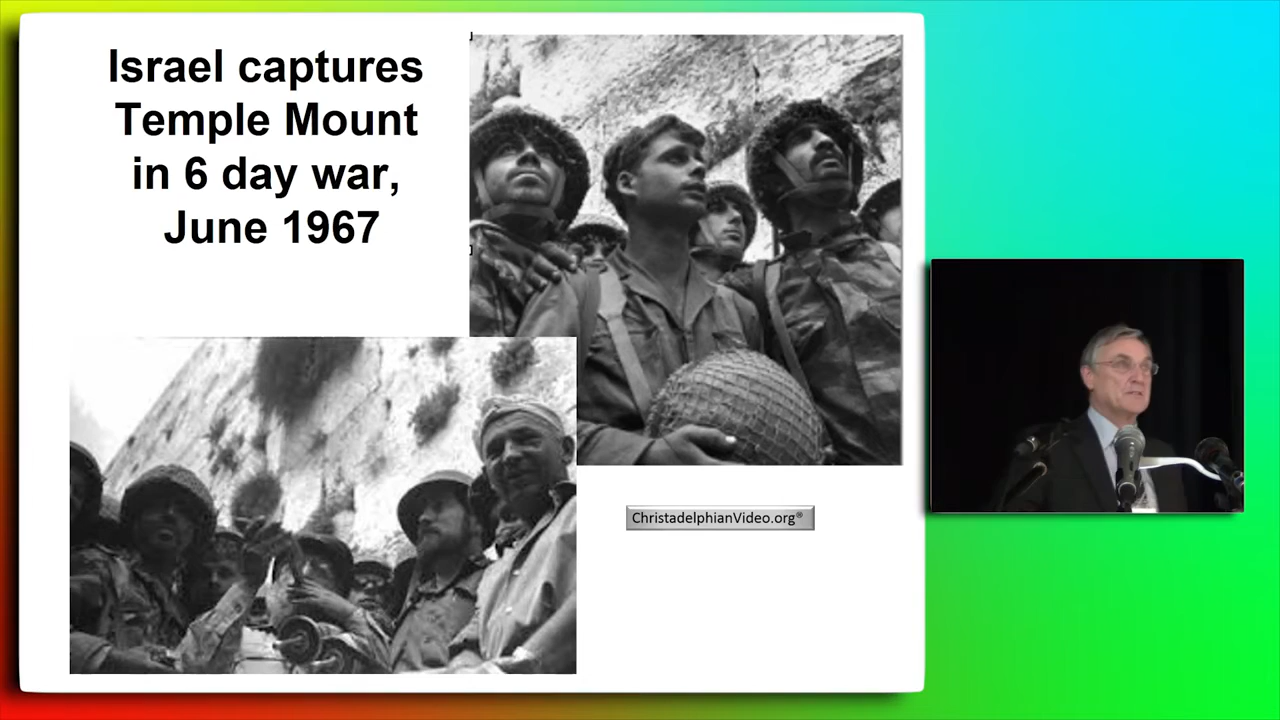 Israel captures
Temple Mount
in 6 day war,
June 1967
ChristadelphianVideo.org®